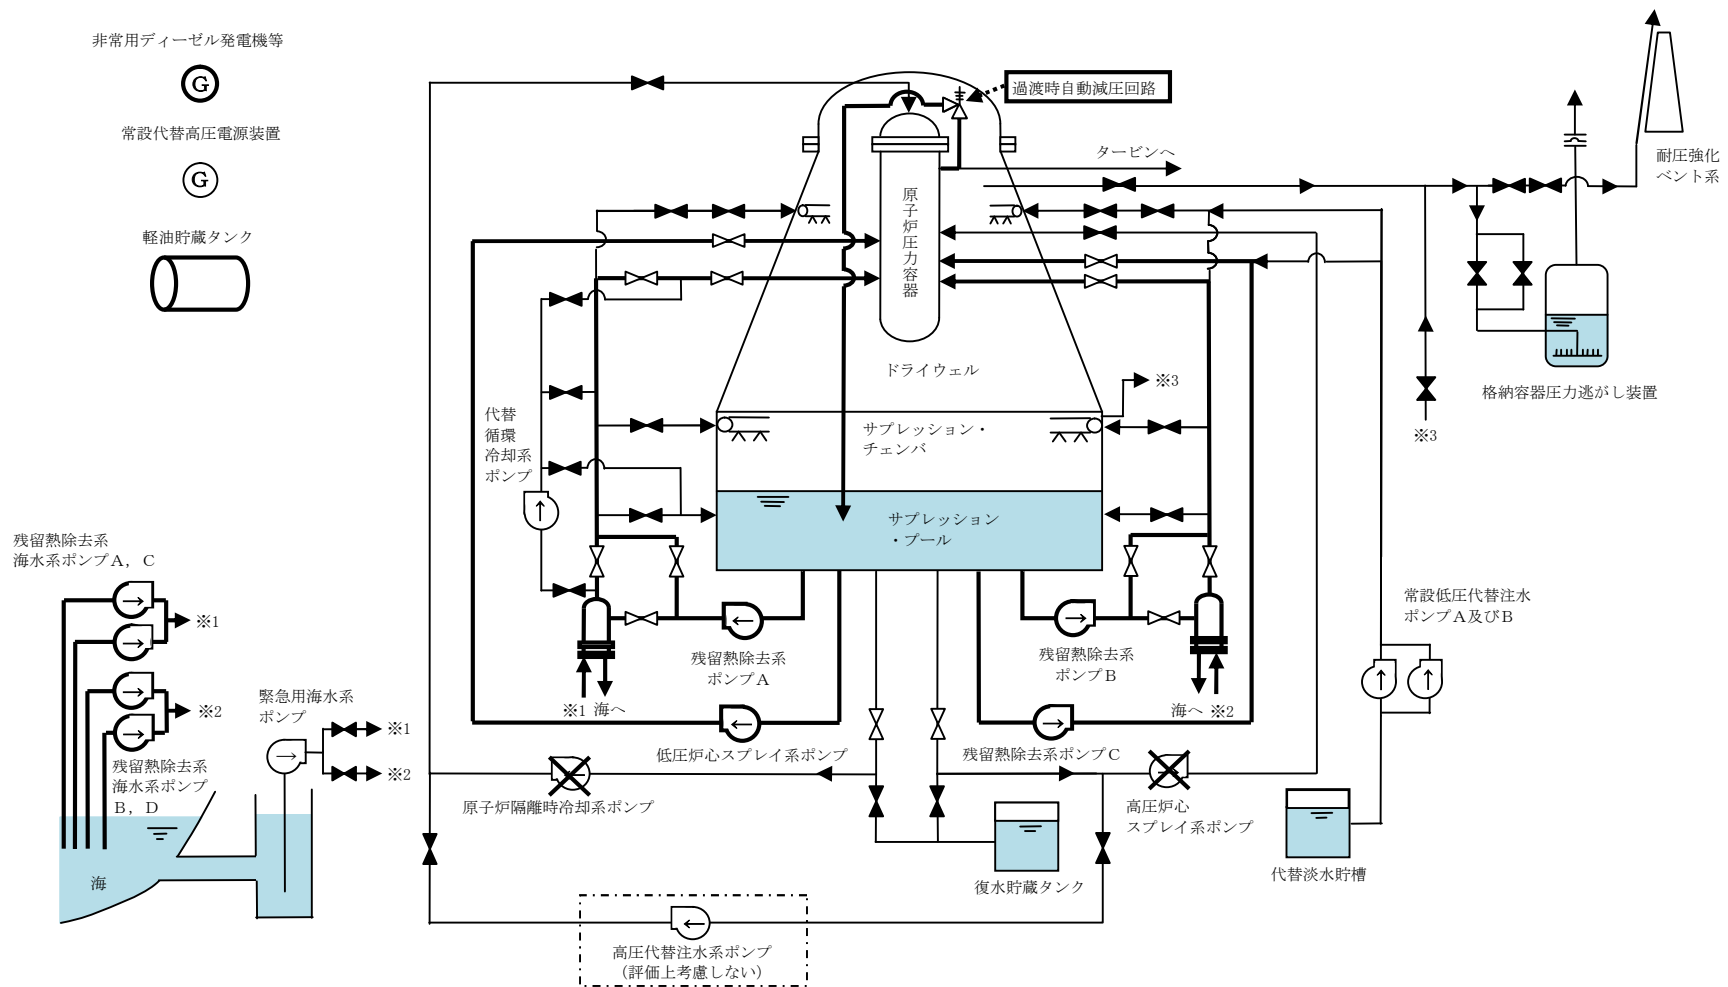 非常用ディーゼル発電機等
G
常設代替高圧電源装置
G
軽油貯蔵タンク
過渡時自動減圧回路
タービンへ
耐圧強化
ベント系
原子炉圧力容器
ドライウェル
※3
格納容器圧力逃がし装置
※3
代替
循環
冷却系
ポンプ
サプレッション・
チェンバ
サプレッション
・プール
残留熱除去系
海水系ポンプA,C
※1
※2
残留熱除去系
海水系ポンプ
B,D
海
緊急用海水系
ポンプ
※1
※2
残留熱除去系
ポンプA
※1 海へ
残留熱除去系
ポンプB
海へ ※2
常設低圧代替注水
ポンプA及びB
低圧炉心スプレイ系ポンプ
残留熱除去系ポンプC
原子炉隔離時冷却系ポンプ
高圧炉心
スプレイ系ポンプ
復水貯蔵タンク
代替淡水貯槽
高圧代替注水系ポンプ
（評価上考慮しない）